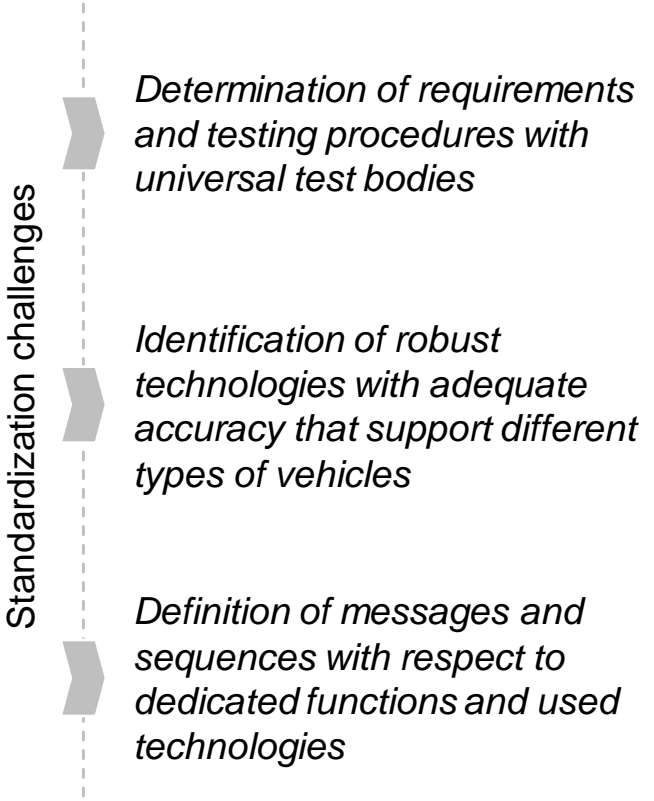 Standardization challenges
Determination of requirements
and testing procedures with
universal test bodies
Identification of robust
technologies with adequate
accuracy that support different
types of vehicles
Definition of messages and
sequences with respect to
dedicated functions and used
technologies